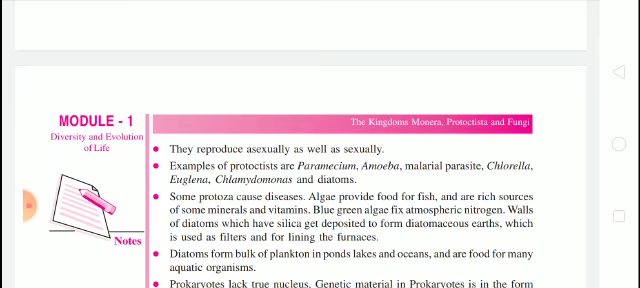 MODULE - 1
Diversity and Evolution
of Life
Notes
The Kingdoms Monera, Protoctista and Fungi
• They reproduce asexually as well as sexually.
• Examples of protoctists are Paramecium, Amoeba, malarial parasite, Chlorella,
Euglena, Chlamydomonas and diatoms.
• Some protoza cause diseases. Algae provide food for fish, and are rich sources
of some minerals and vitamins. Blue green algae fix atmospheric nitrogen. Walls
of diatoms which have silica get deposited to form diatomaceous earths, which
is used as filters and for lining the furnaces.
• Diatoms form bulk of plankton in ponds lakes and oceans, and are food for many
aquatic organisms.
• Prokaryotes lack true nucleus. Genetic material in Prokaryotes is in the form